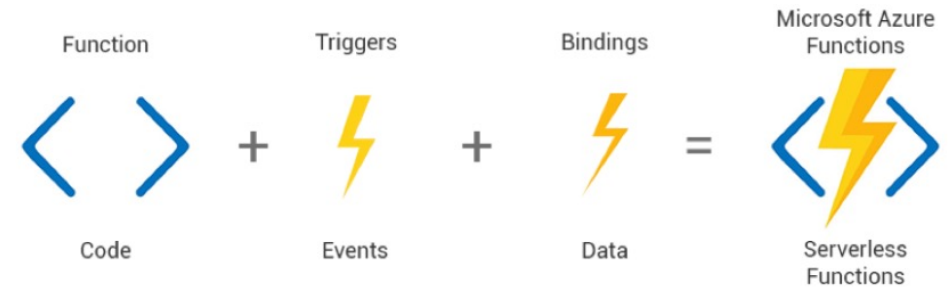 Function
Triggers
Bindings
Microsoft Azure
Functions
+
+
=
Code
Events
Data
Serverless
Functions